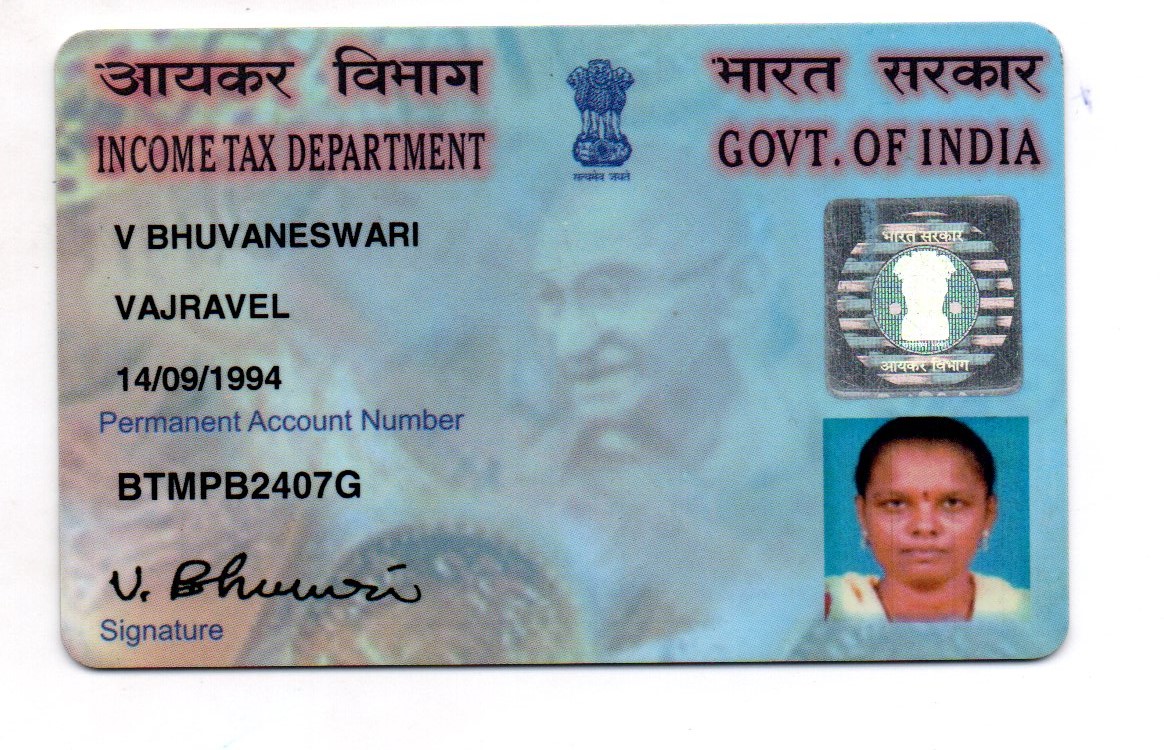 आयकर विभाग
भारत सरकार
INCOME TAX DEPARTMENT
GOVT. OF INDIA
सत्यमेव जयते
V BHUVANESWARI
भारत सरकार
VAJRAVEL
आयकर विभाग
14/09/1994
Permanent Account Number
BTMPB2407G
V. Bhuvaneswari
Signature